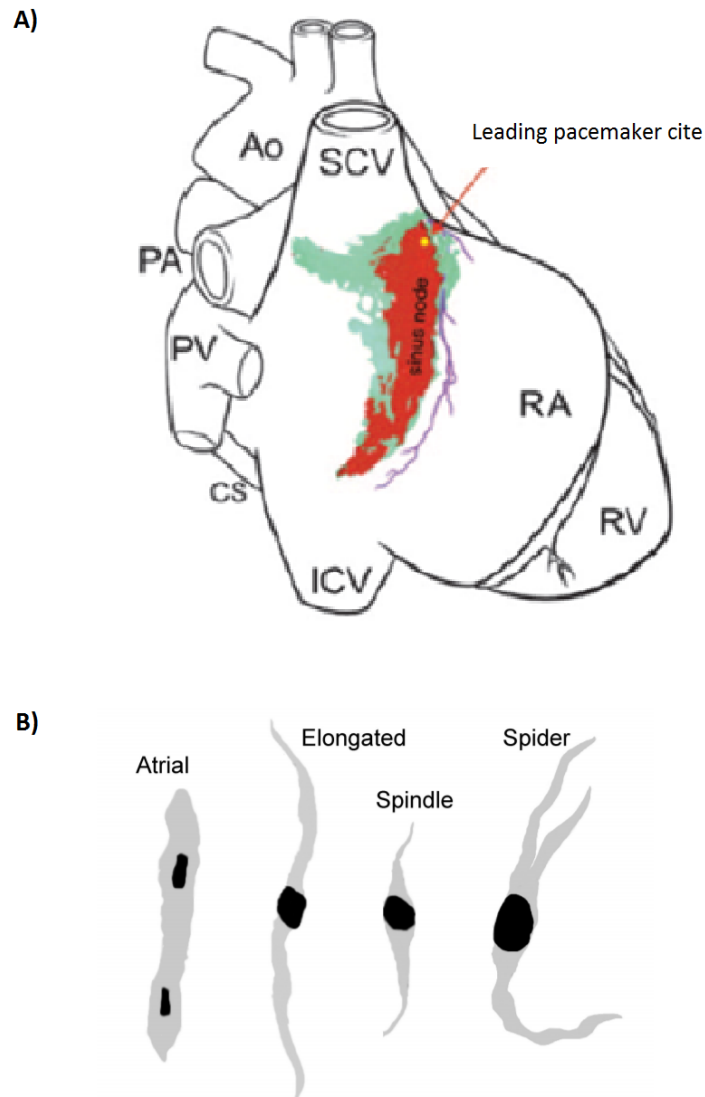 A)
Leading pacemaker cite
Ao
SCV
PA
PV
sinus node
RA
CS
RV
ICV
B)
Elongated
Spider
Atrial
Spindle